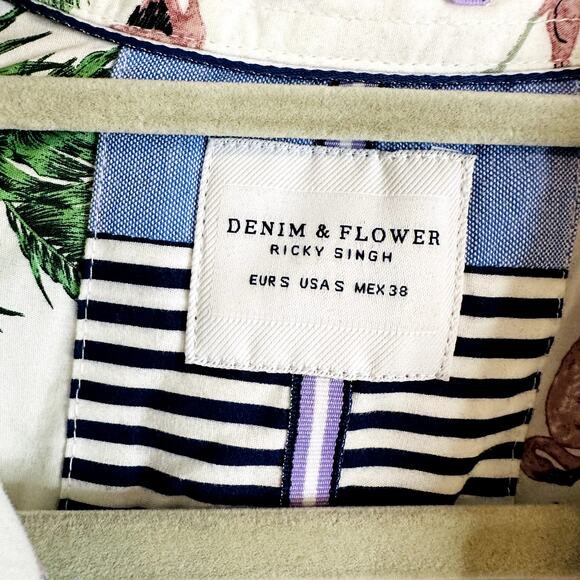 DENIM & FLOWER
RICKY SINGH
EUR S USA S MEX 38